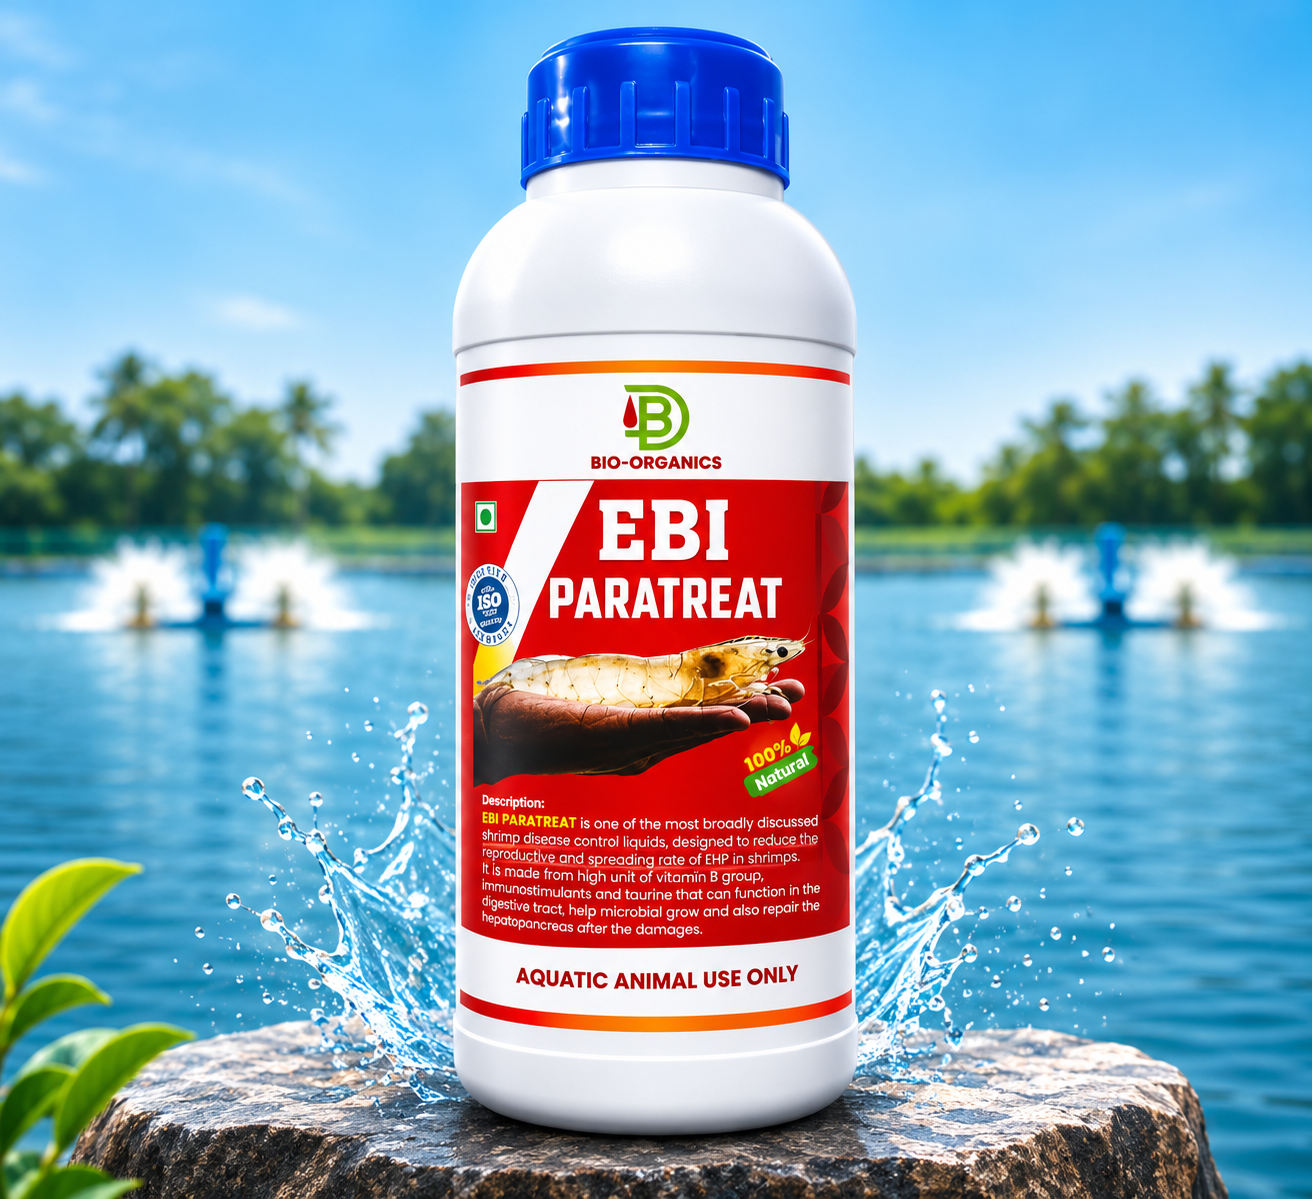 BIO-ORGANICS
EBI
PARATREAT
ISO
100%
Natural
Description:
EBI PARATREAT is one of the most broadly discussed
shrimp disease control liquids, designed to reduce the
reproductive and spreading rate of EHP in shrimps.
It is made from high unit of vitamin B group,
immunostimulants and taurine that can function in the
digestive tract, help microbial grow and also repair the
hepatopancreas after the damages.
AQUATIC ANIMAL USE ONLY